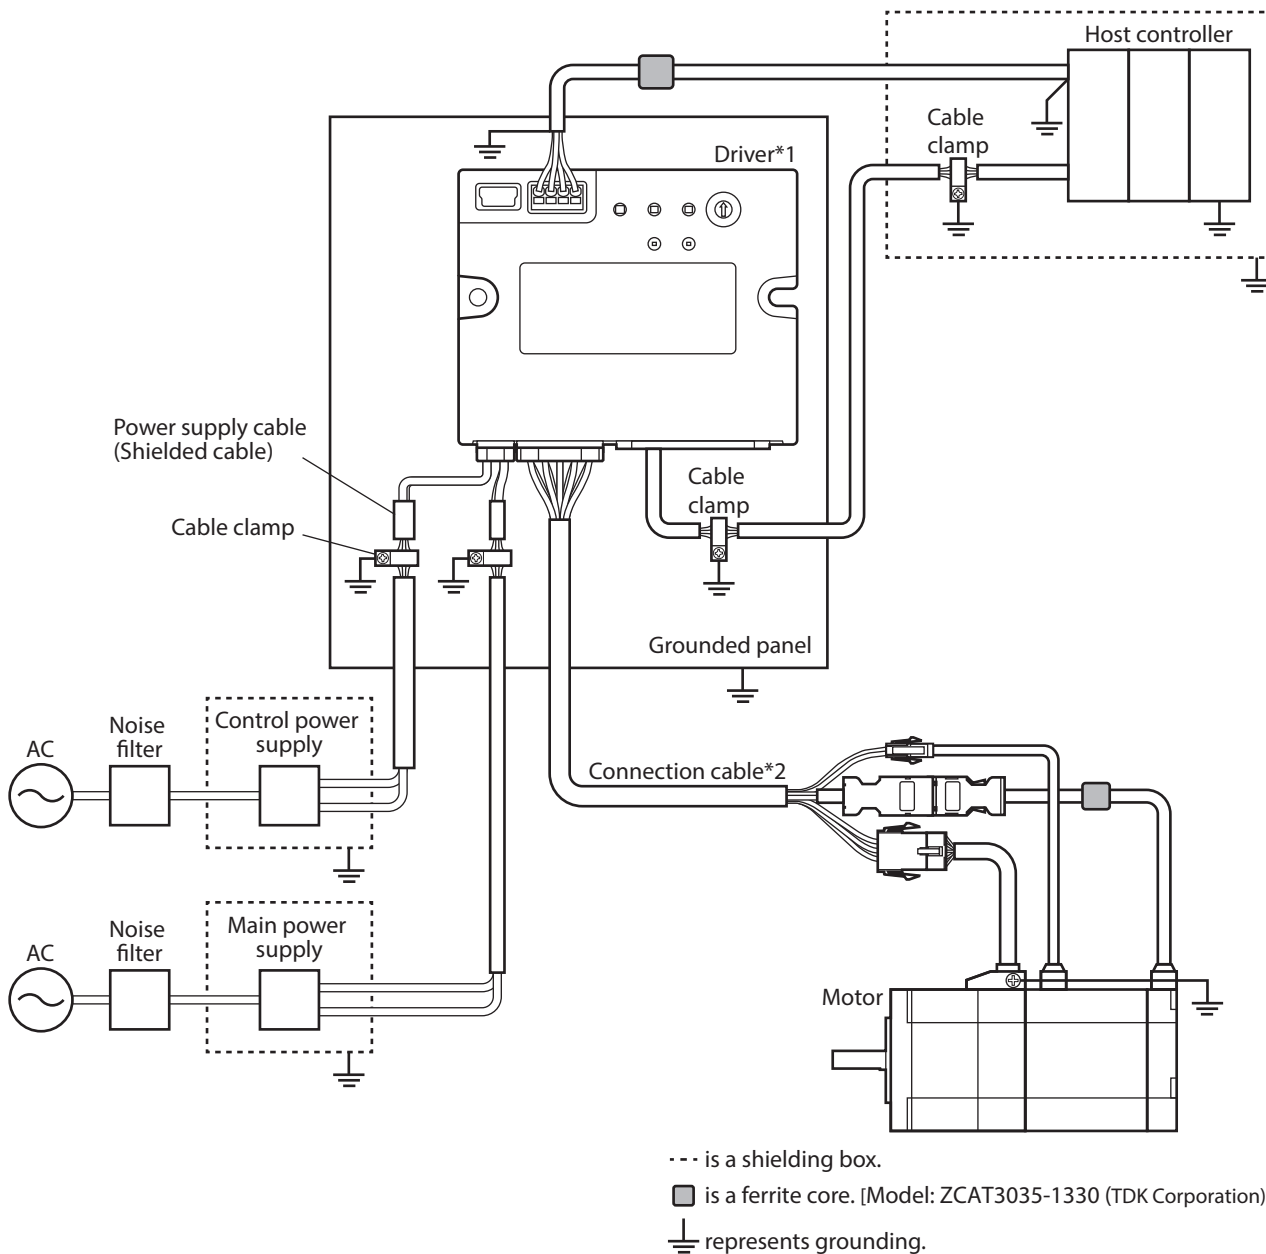 Host controller
Cable
clamp
Driver*1
Power supply cable
(Shielded cable)
Cable
clamp
Cable clamp
Grounded panel
Noise
filter
Control power
supply
AC
Connection cable*2
Noise
filter
Main power
supply
AC
Motor
is a shielding box.
is a ferrite core. [Model: ZCAT3035-1330 (TDK Corporation)
represents grounding.